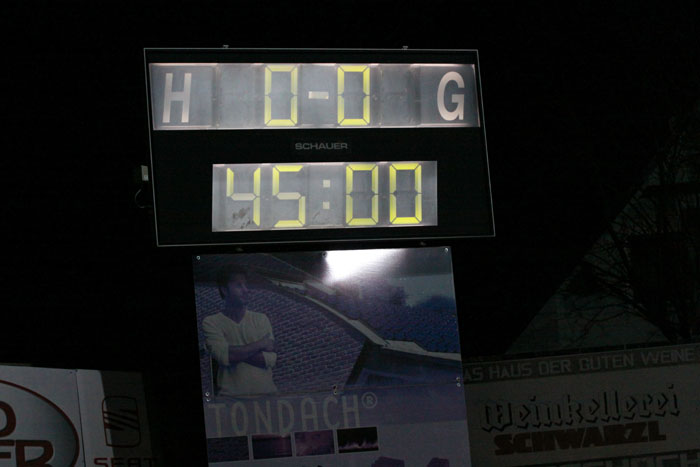 H 0-0 G
SCHAUER
45:00
TONDACH®
AS HAUS DER GUTEN WEINE
Weinkellerei
SCHWARZL
SEAT